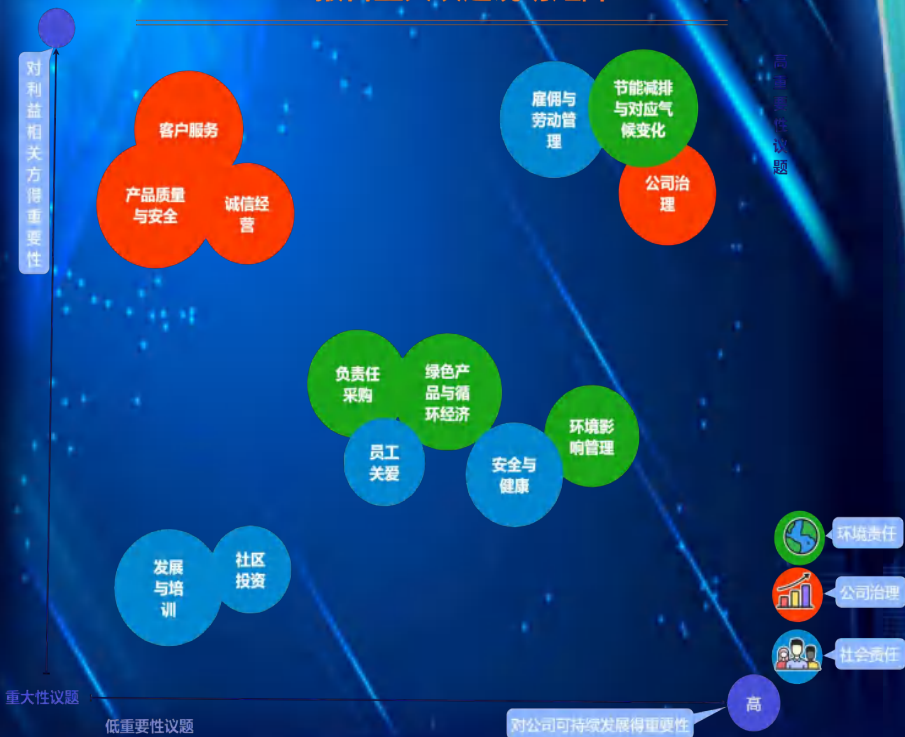 对
利
益
相
关
方
得
重
要
性
客户服务
产品质量
与安全
诚信经
营
雇佣与
劳动管
理
节能减排
与对应气
候变化
公司治
理
高
重
要
性
议
题
负责任
采购
绿色产
品与循
环经济
员工
关爱
安全与
健康
环境影
响管理
发展
与培
训
社区
投资
环境责任
公司治理
社会责任
重大性议题
低重要性议题
对公司可持续发展得重要性
高